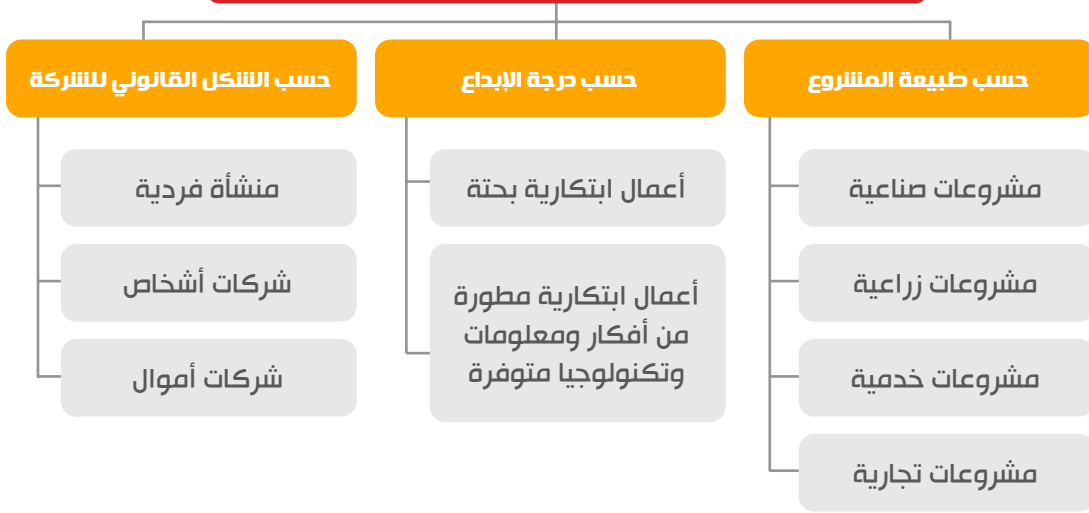 حسب طبيعة المشروع
مشروعات صناعية
مشروعات زراعية
مشروعات خدمية
مشروعات تجارية
حسب درجة الإبداع
أعمال ابتكارية بحتة
أعمال ابتكارية مطورة
من أفكار ومعلومات
وتكنولوجيا متوفرة
حسب الشكل القانوني للشركة
منشأة فردية
شركات أشخاص
شركات أموال